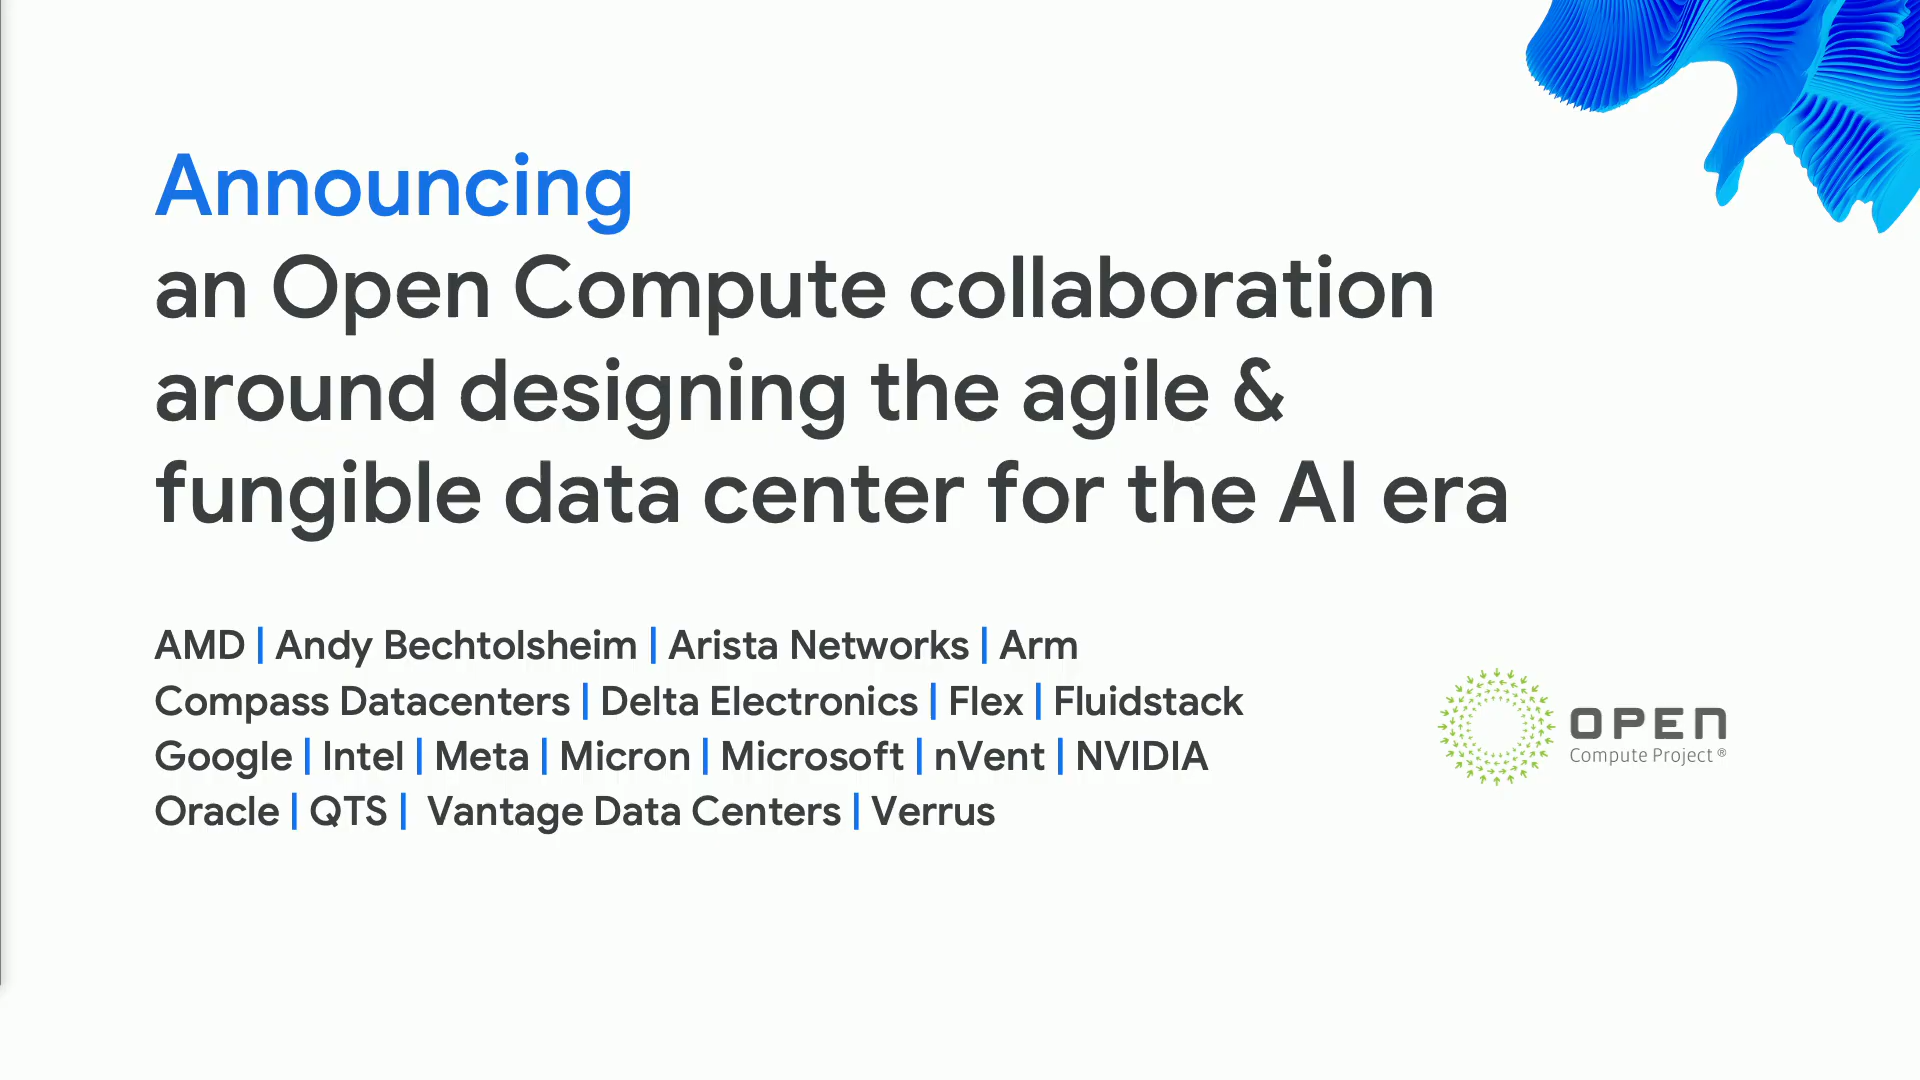 Announcing
an Open Compute collaboration
around designing the agile &
fungible data center for the AI era
AMD | Andy Bechtolsheim | Arista Networks | Arm
Compass Datacenters | Delta Electronics | Flex | Fluidstack
Google | Intel | Meta | Micron | Microsoft | nVent | NVIDIA
Oracle | QTS | Vantage Data Centers | Verrus
OPEN
Compute Project ®